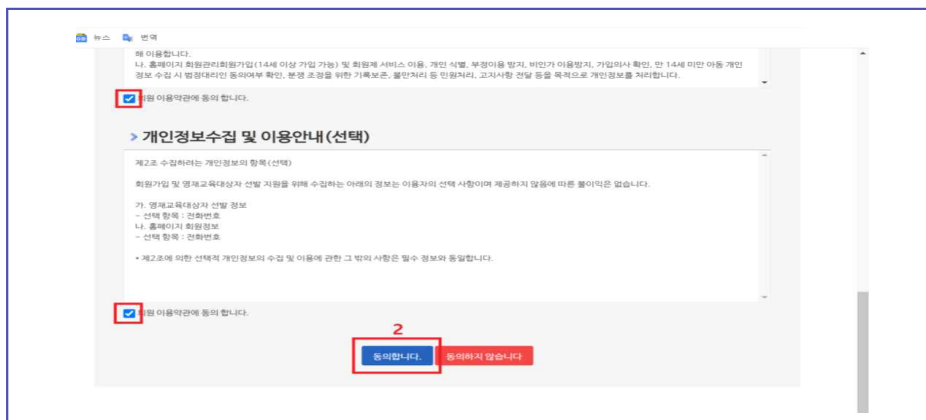 뉴스 번역
해 이용합니다.
나. 홈페이지 회원관리회원가입(14세 이상 가입 가능) 및 회원제 서비스 이용, 개인 식별, 부정이용 방지, 비인가 이용방지, 가입의사 확인, 만 14세 미만 아동 개인
정보 수집 시 법정대리인 동의여부 확인, 분쟁 조정을 위한 기록보존, 불만처리 등 민원처리, 고지사항 전달 등을 목적으로 개인정보를 처리합니다.
회원 이용약관에 동의 합니다.
개인정보수집 및 이용안내(선택)
제2조 수집하려는 개인정보의 항목(선택)
회원가입 및 영재교육대상자 선발 지원을 위해 수집하는 아래의 정보는 이용자의 선택 사항이며 제공하지 않음에 따른 불이익은 없습니다.
가. 영재교육대상자 선발 정보
- 선택 항목 : 전화번호
나. 홈페이지 회원정보
- 선택 항목 : 전화번호
* 제2조에 의한 선택적 개인정보의 수집 및 이용에 관한 그 밖의 사항은 필수 정보와 동일합니다.
회원 이용약관에 동의 합니다.
2
동의합니다. 동의하지 않습니다